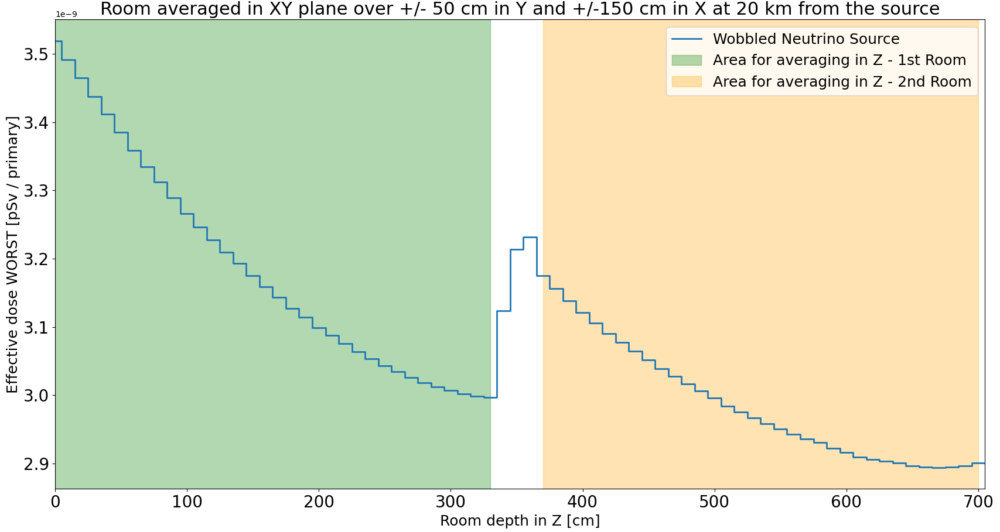 Room averaged in XY plane over +/- 50 cm in Y and +/-150 cm in X at 20 km from the source
1e−9
Wobbled Neutrino Source
Area for averaging in Z - 1st Room
Area for averaging in Z - 2nd Room
Effective dose WORST [pSv / primary]
3.5
3.4
3.3
3.2
3.1
3.0
2.9
0 100 200 300 400 500 600 700
Room depth in Z [cm]